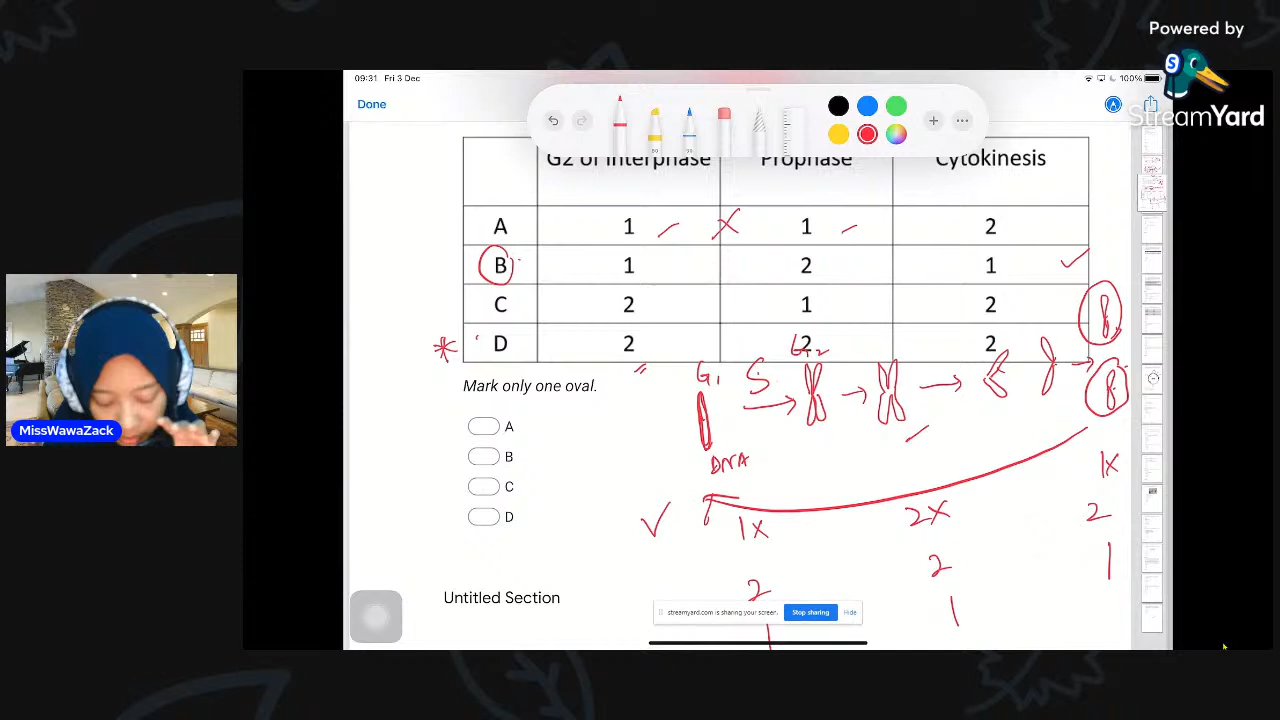 Powered by
StreamYard
09:31 Fri 3 Dec
100%
Done
G2 of Interphase Prophase Cytokinesis
A 1 1 2
B 1 2 1
C 2 1 2
D 2 2 2
G2
G1 S
Mark only one oval.
A
MissWawaZack
B
DNA
1x
C
D
1x 2x 2
2 2 1
Untitled Section
streamyard.com is sharing your screen. Stop sharing Hide
1 1